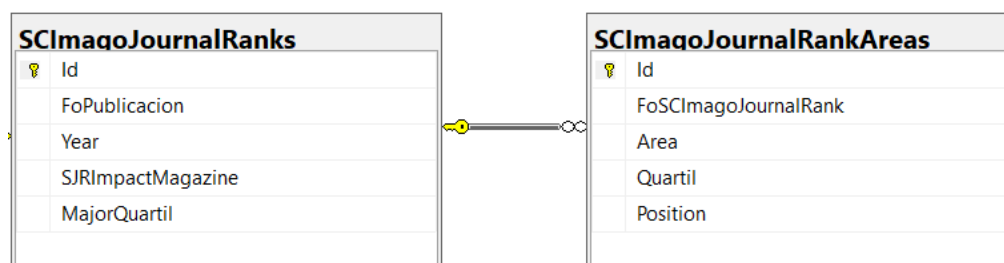 SCImagoJournalRanks
Id
FoPublicacion
Year
SJRImpactMagazine
MajorQuartil
SCImagoJournalRankAreas
Id
FoSCImagoJournalRank
Area
Quartil
Position